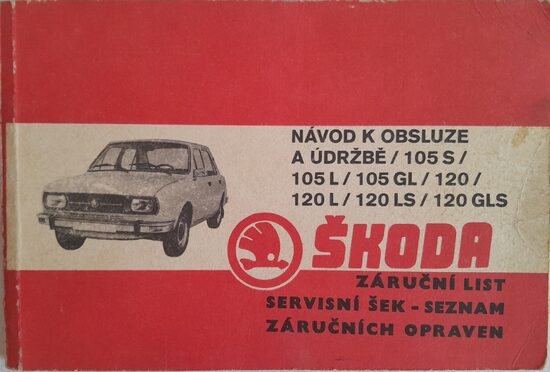 NÁVOD K OBSLUZE
A ÚDRŽBĚ / 105 S /
105 L / 105 GL / 120 /
120 L / 120 LS / 120 GLS
ŠKODA
ZÁRUČNÍ LIST
SERVISNÍ ŠEK - SEZNAM
ZÁRUČNÍCH OPRAVEN